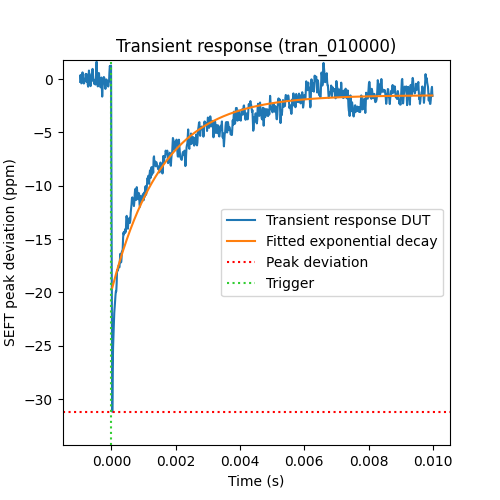 Transient response (tran_010000)
SEFT peak deviation (ppm)
0
−5
−10
−15
−20
−25
−30
Transient response DUT
Fitted exponential decay
Peak deviation
Trigger
0.000 0.002 0.004 0.006 0.008 0.010
Time (s)